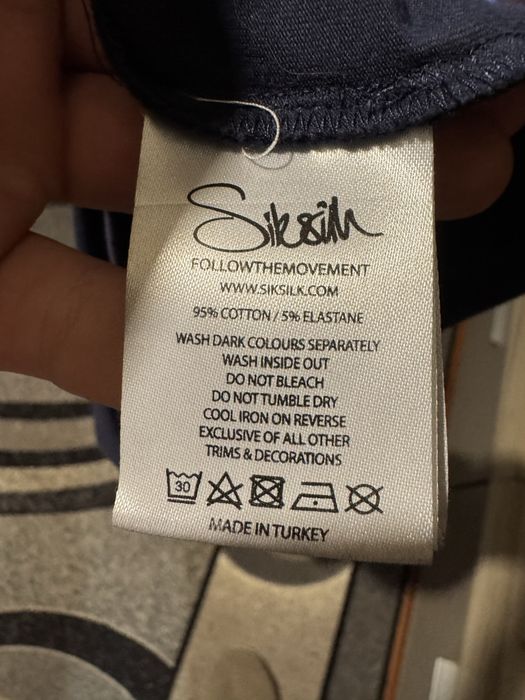 SikSilk
FOLLOWTHEMOVEMENT
WWW.SIKSILK.COM
95% COTTON / 5% ELASTANE
WASH DARK COLOURS SEPARATELY
WASH INSIDE OUT
DO NOT BLEACH
DO NOT TUMBLE DRY
COOL IRON ON REVERSE
EXCLUSIVE OF ALL OTHER
TRIMS & DECORATIONS
30
MADE IN TURKEY